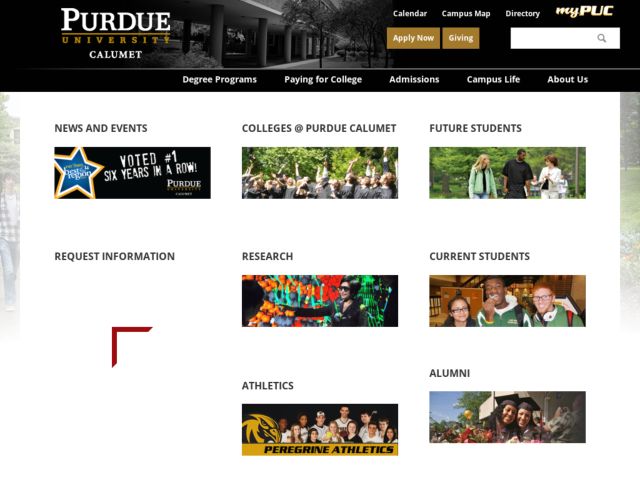 PURDUE
UNIVERSITY
CALUMET
Calendar
Campus Map
Directory
myPUC
Apply Now
Giving
Degree Programs
Paying for College
Admissions
Campus Life
About Us
NEWS AND EVENTS
COLLEGES @ PURDUE CALUMET
FUTURE STUDENTS
best of the
region
VOTED #1
SIX YEARS IN A ROW!
PURDUE
UNIVERSITY
CALUMET
REQUEST INFORMATION
RESEARCH
CURRENT STUDENTS
ATHLETICS
ALUMNI
PEREGRINE ATHLETICS